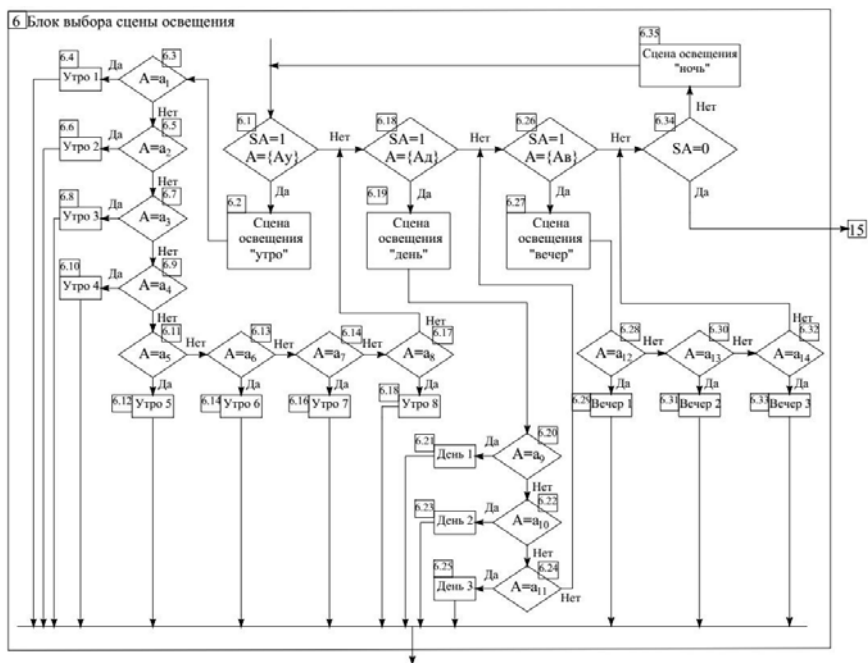 6 Блок выбора сцены освещения
6.35
Сцена освещения
"ночь"
6.4
Утро 1
Да
6.3
A=a1
Нет
6.6
Утро 2
Да
6.5
A=a2
Нет
6.8
Утро 3
Да
6.7
A=a3
Нет
6.10
Утро 4
Да
6.9
A=a4
Нет
6.1
SA=1
A={Aу}
Нет
Да
6.2
Сцена
освещения
"утро"
6.18
SA=1
A={Aд}
Нет
Да
6.19
Сцена
освещения
"день"
6.26
SA=1
A={Aв}
Нет
Да
6.27
Сцена
освещения
"вечер"
6.34
SA=0
Нет
Да
15
6.11
A=a5
Нет
Да
6.12
Утро 5
6.13
A=a6
Нет
Да
6.14
Утро 6
6.14
A=a7
Нет
Да
6.16
Утро 7
6.17
A=a8
Нет
Да
6.18
Утро 8
6.28
A=a12
Нет
Да
6.29
Вечер 1
6.30
A=a13
Нет
Да
6.31
Вечер 2
6.32
A=a14
Нет
Да
6.33
Вечер 3
6.21
День 1
Да
6.20
A=a9
Нет
6.23
День 2
Да
6.22
A=a10
Нет
6.25
День 3
Да
6.24
A=a11
Нет